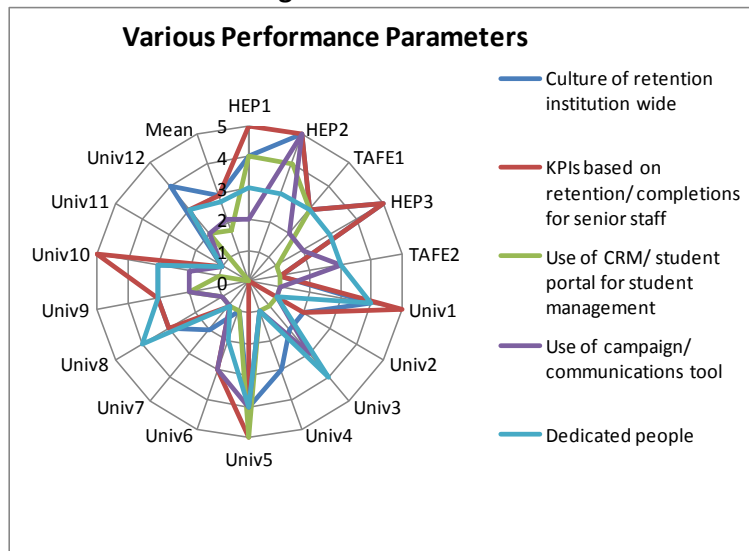 Various Performance Parameters
HEP1
HEP2
TAFE1
HEP3
TAFE2
Univ1
Univ2
Univ3
Univ4
Univ5
Univ6
Univ7
Univ8
Univ9
Univ10
Univ11
Univ12
Mean
5
4
3
2
1
0
Culture of retention
institution wide
KPIs based on
retention/ completions
for senior staff
Use of CRM/ student
portal for student
management
Use of campaign/
communications tool
Dedicated people